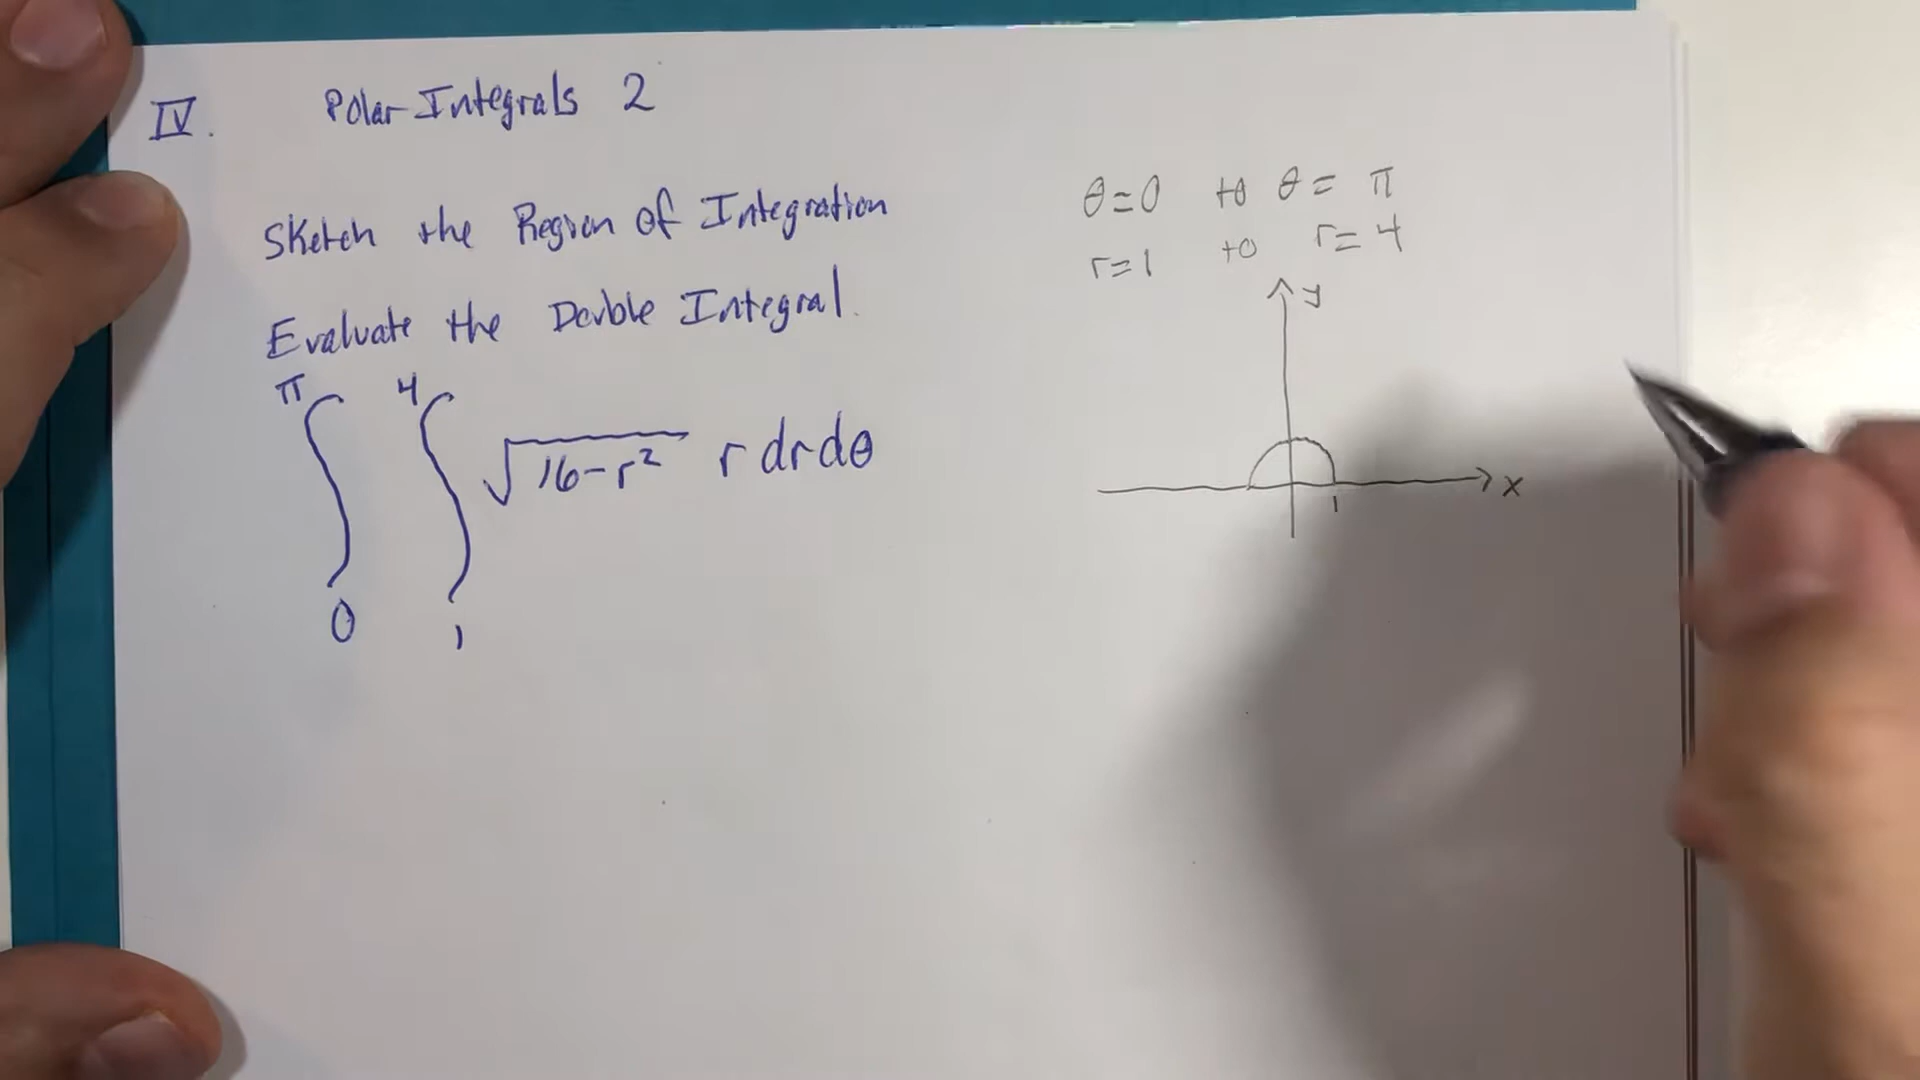 IV. Polar Integrals 2
Sketch the Region of Integration
Evaluate the Double Integral.
∫₀^π ∫₁^4 √(16-r²) r dr dθ
θ=0 to θ= π
r=1 to r= 4
y
x
1